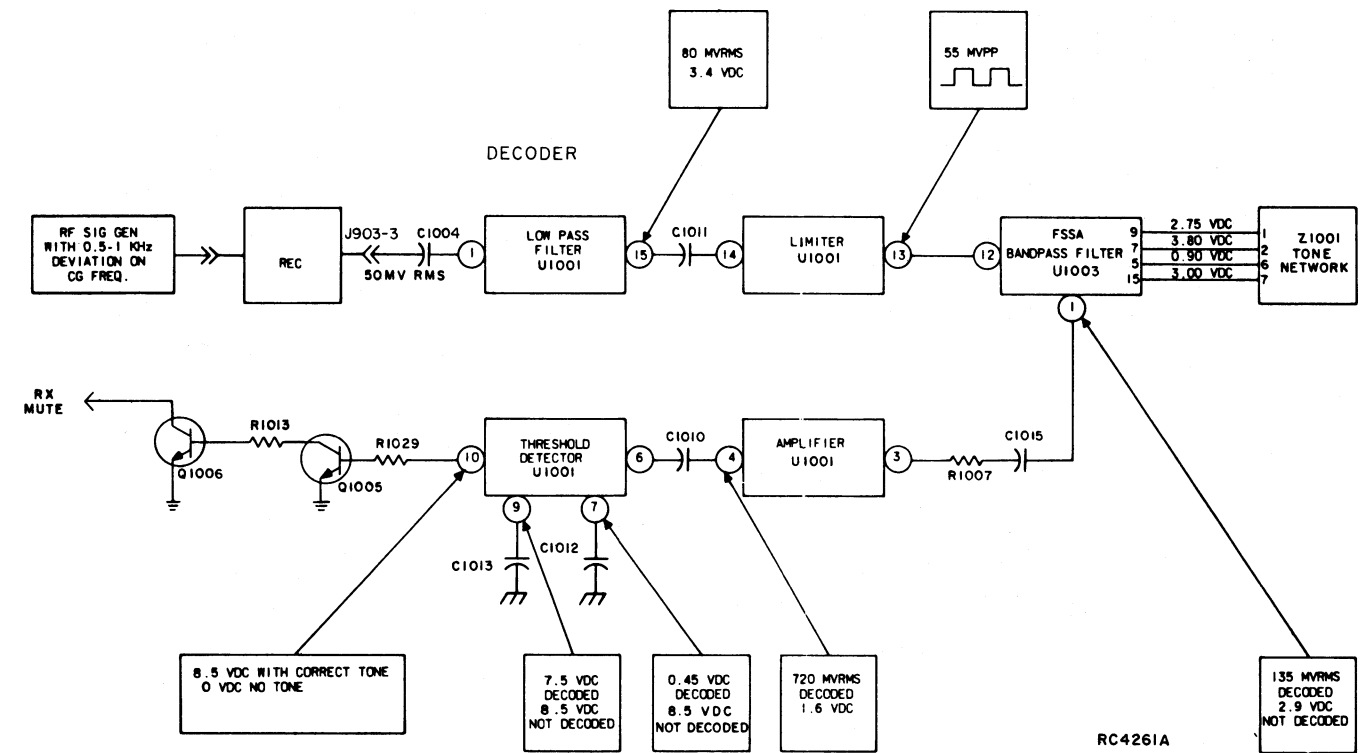 80 MVRMS
3.4 VDC
55 MVPP
DECODER
RF SIG GEN
WITH 0.5-1 KHz
DEVIATION ON
CG FREQ.
REC
J903-3
C1004
50MV RMS
1
LOW PASS
FILTER
U1001
15
C1011
14
LIMITER
U1001
13
12
FSSA
BANDPASS FILTER
U1003
9
7
5
15
2.75 VDC
3.80 VDC
0.90 VDC
3.00 VDC
1
2
6
7
Z1001
TONE
NETWORK
1
RX
MUTE
Q1006
R1013
Q1005
R1029
10
THRESHOLD
DETECTOR
U1001
6
C1010
4
AMPLIFIER
U1001
3
R1007
C1015
9
7
C1013
C1012
8.5 VDC WITH CORRECT TONE
0 VDC NO TONE
7.5 VDC
DECODED
8.5 VDC
NOT DECODED
0.45 VDC
DECODED
8.5 VDC
NOT DECODED
720 MVRMS
DECODED
1.6 VDC
135 MVRMS
DECODED
2.9 VDC
NOT DECODED
RC4261A